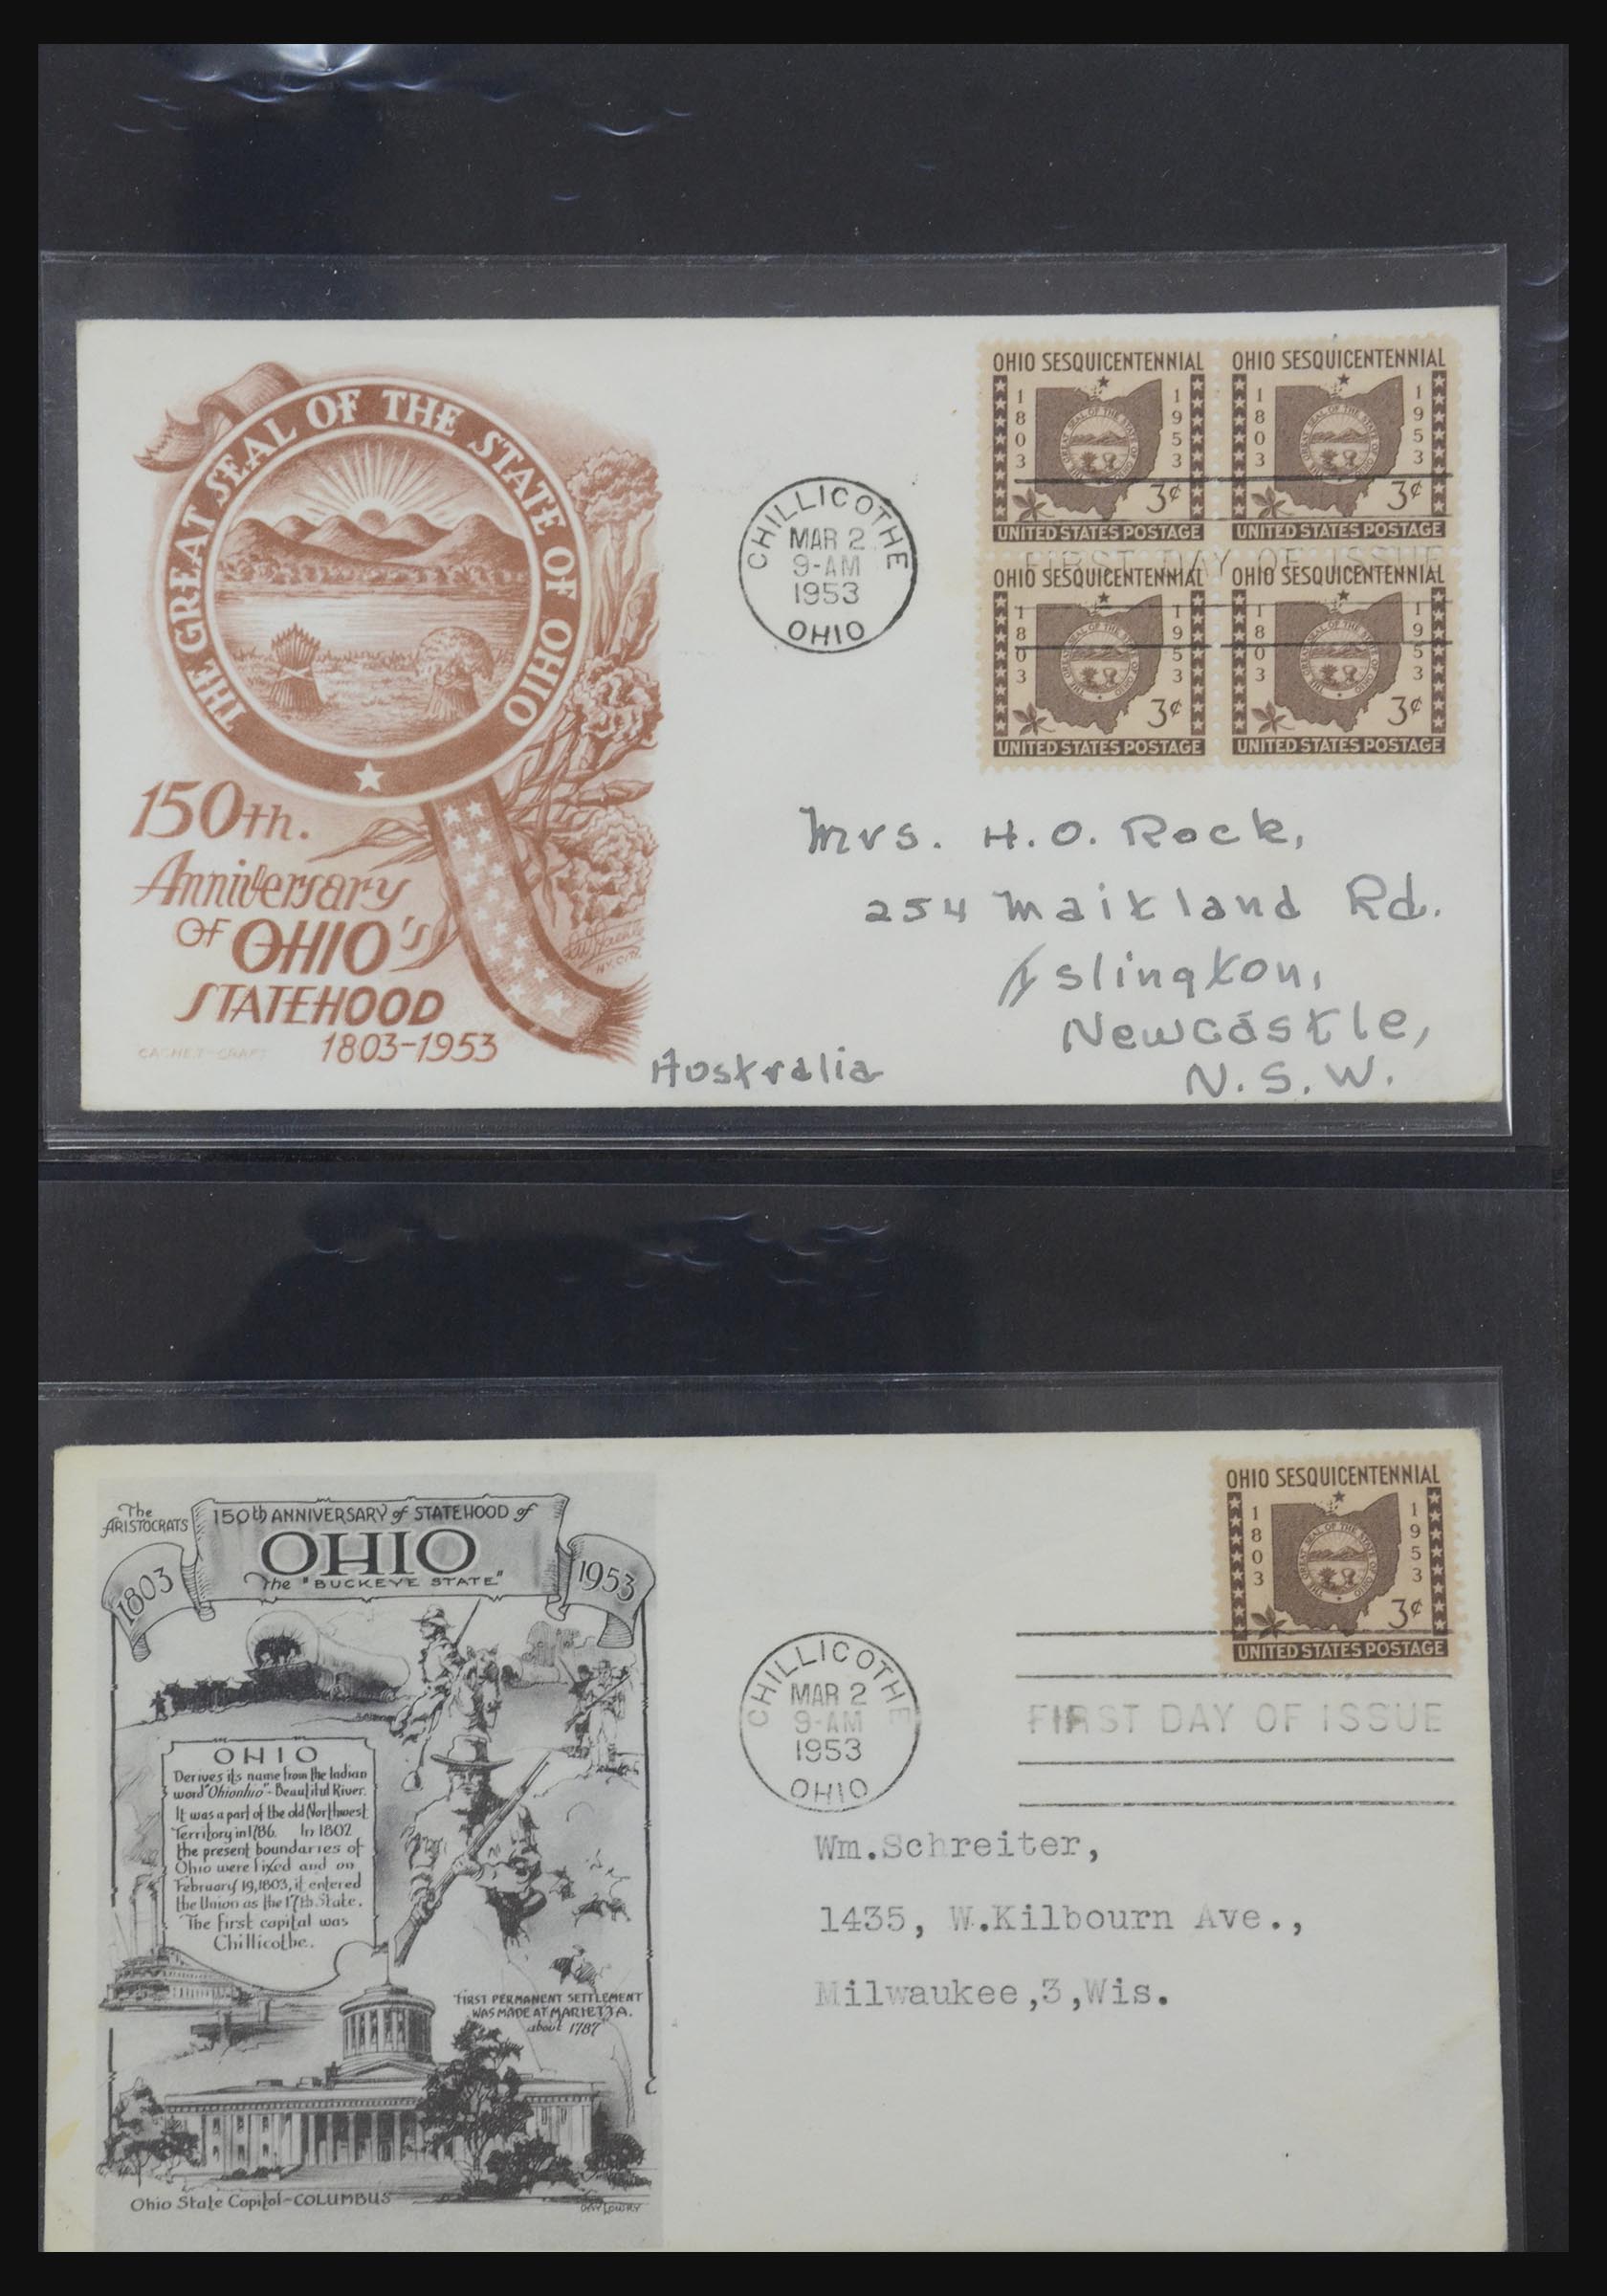 THE GREAT SEAL OF THE STATE OF OHIO
150th.
Anniversary
OF OHIO's
STATEHOOD
1803-1953
CACHET-CRAFT
N.Y. CITY.
CHILLICOTHE
MAR 2
9-AM
1953
OHIO
OHIO SESQUICENTENNIAL
1803
1953
3¢
UNITED STATES POSTAGE
OHIO SESQUICENTENNIAL
1803
1953
3¢
UNITED STATES POSTAGE
FIRST DAY OF ISSUE
OHIO SESQUICENTENNIAL
1803
1953
3¢
UNITED STATES POSTAGE
OHIO SESQUICENTENNIAL
1803
1953
3¢
UNITED STATES POSTAGE
Mrs. H.O. Rock,
254 Maitland Rd.
Islington,
Newcastle,
N.S.W.
Australia
The
ARISTOCRATS
150th ANNIVERSARY of STATEHOOD of
OHIO
The "BUCKEYE STATE"
1803
1953
OHIO
Derives its name from the Indian
word "Ohionhio"-Beautiful River.
It was a part of the old Northwest
Territory in 1786. In 1802
the present boundaries of
Ohio were fixed and on
February 19, 1803, it entered
the Union as the 17th State.
The first capital was
Chillicothe.
"FIRST PERMANENT SETTLEMENT
WAS MADE AT MARIETTA.
about 1787"
Ohio State Capitol-COLUMBUS
DAY LOWRY
CHILLICOTHE
MAR 2
9-AM
1953
OHIO
OHIO SESQUICENTENNIAL
1803
1953
3¢
UNITED STATES POSTAGE
FIRST DAY OF ISSUE
Wm.Schreiter,
1435, W.Kilbourn Ave.,
Milwaukee,3,Wis.